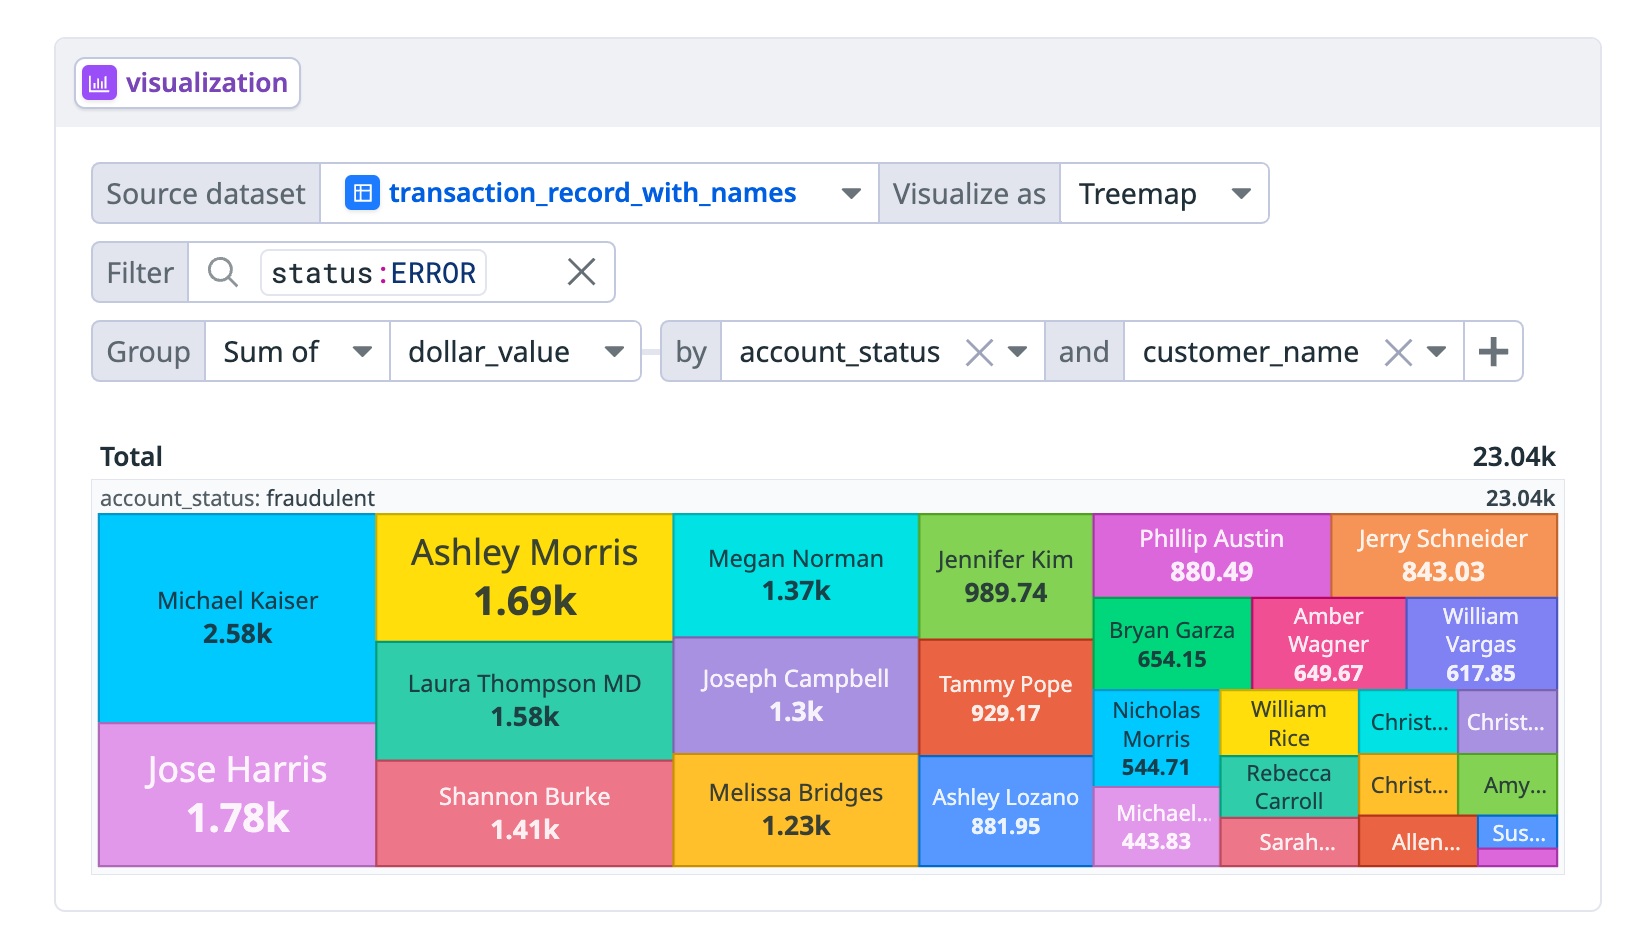 visualization
Source dataset transaction_record_with_names Visualize as Treemap
Filter status:ERROR
Group Sum of dollar_value by account_status and customer_name
Total 23.04k
account_status: fraudulent 23.04k
Michael Kaiser
2.58k
Jose Harris
1.78k
Ashley Morris
1.69k
Laura Thompson MD
1.58k
Shannon Burke
1.41k
Megan Norman
1.37k
Joseph Campbell
1.3k
Melissa Bridges
1.23k
Jennifer Kim
989.74
Tammy Pope
929.17
Ashley Lozano
881.95
Phillip Austin
880.49
Jerry Schneider
843.03
Bryan Garza
654.15
Amber
Wagner
649.67
William
Vargas
617.85
Nicholas
Morris
544.71
Michael...
443.83
William
Rice
Rebecca
Carroll
Sarah...
Christ...
Christ...
Christ...
Amy...
Allen...
Sus...